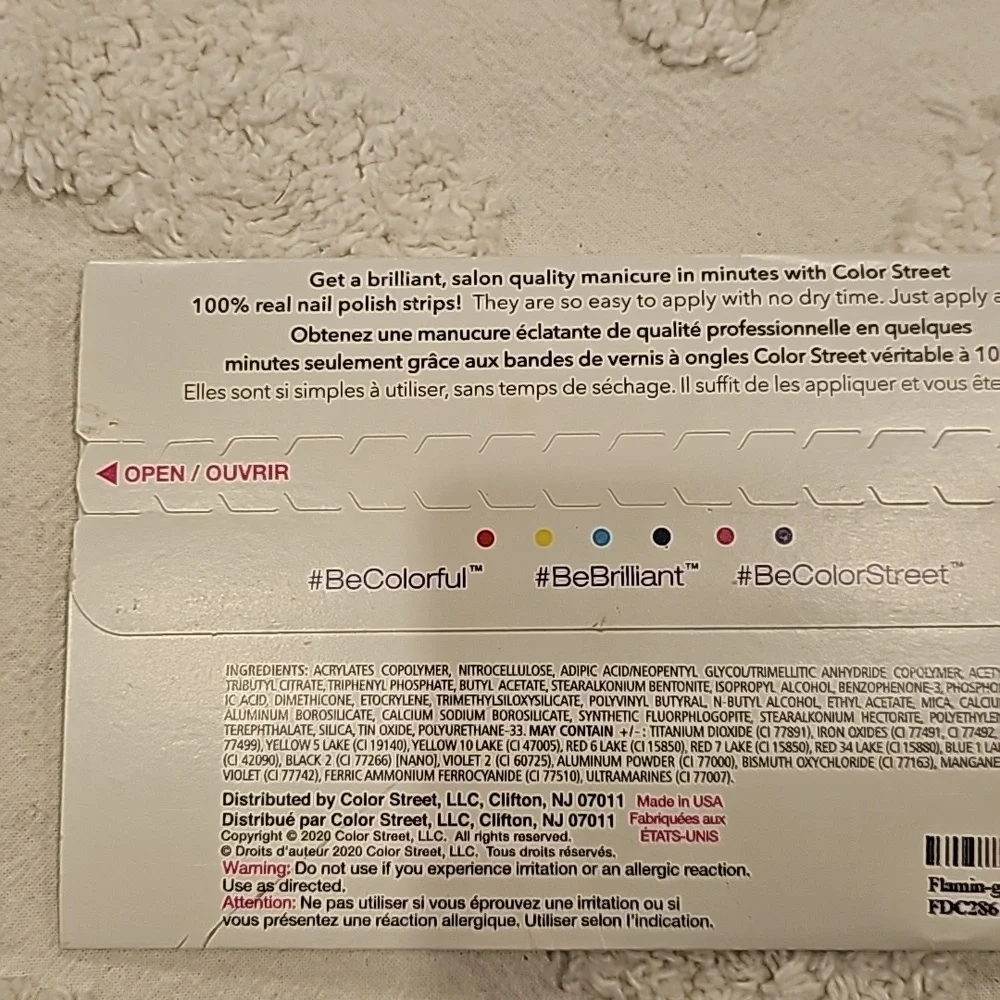 Get a brilliant, salon quality manicure in minutes with Color Street
100% real nail polish strips! They are so easy to apply with no dry time. Just apply a
Obtenez une manucure éclatante de qualité professionnelle en quelques
minutes seulement grâce aux bandes de vernis à ongles Color Street véritable à 10
Elles sont si simples à utiliser, sans temps de séchage. Il suffit de les appliquer et vous ête
OPEN / OUVRIR
#BeColorful™ #BeBrilliant™ #BeColorStreet™
INGREDIENTS: ACRYLATES COPOLYMER, NITROCELLULOSE, ADIPIC ACID/NEOPENTYL GLYCOL/TRIMELLITIC ANHYDRIDE COPOLYMER, ACETY
TRIBUTYL CITRATE, TRIPHENYL PHOSPHATE, BUTYL ACETATE, STEARALKONIUM BENTONITE, ISOPROPYL ALCOHOL, BENZOPHENONE-3, PHOSPHO
IC ACID, DIMETHICONE, ETOCRYLENE, TRIMETHYLSILOXYSILICATE, POLYVINYL BUTYRAL, N-BUTYL ALCOHOL, ETHYL ACETATE, MICA, CALCIU
ALUMINUM BOROSILICATE, CALCIUM SODIUM BOROSILICATE, SYNTHETIC FLUORPHLOGOPITE, STEARALKONIUM HECTORITE, POLYETHYLE
TEREPHTHALATE, SILICA, TIN OXIDE, POLYURETHANE-33. MAY CONTAIN +/-: TITANIUM DIOXIDE (CI 77891), IRON OXIDES (CI 77491, CI 77492,
77499), YELLOW 5 LAKE (CI 19140), YELLOW 10 LAKE (CI 47005), RED 6 LAKE (CI 15850), RED 7 LAKE (CI 15850), RED 34 LAKE (CI 15880), BLUE 1 LA
(CI 42090), BLACK 2 (CI 77266) [NANO], VIOLET 2 (CI 60725), ALUMINUM POWDER (CI 77000), BISMUTH OXYCHLORIDE (CI 77163), MANGANE
VIOLET (CI 77742), FERRIC AMMONIUM FERROCYANIDE (CI 77510), ULTRAMARINES (CI 77007).
Distributed by Color Street, LLC, Clifton, NJ 07011 Made in USA
Distribué par Color Street, LLC, Clifton, NJ 07011 Fabriquées aux
Copyright © 2020 Color Street, LLC. All rights reserved. ÉTATS-UNIS
© Droits d'auteur 2020 Color Street, LLC. Tous droits réservés.
Warning: Do not use if you experience irritation or an allergic reaction.
Use as directed.
Attention: Ne pas utiliser si vous éprouvez une irritation ou si
vous présentez une réaction allergique. Utiliser selon l'indication.
Flamin-g
FDC286